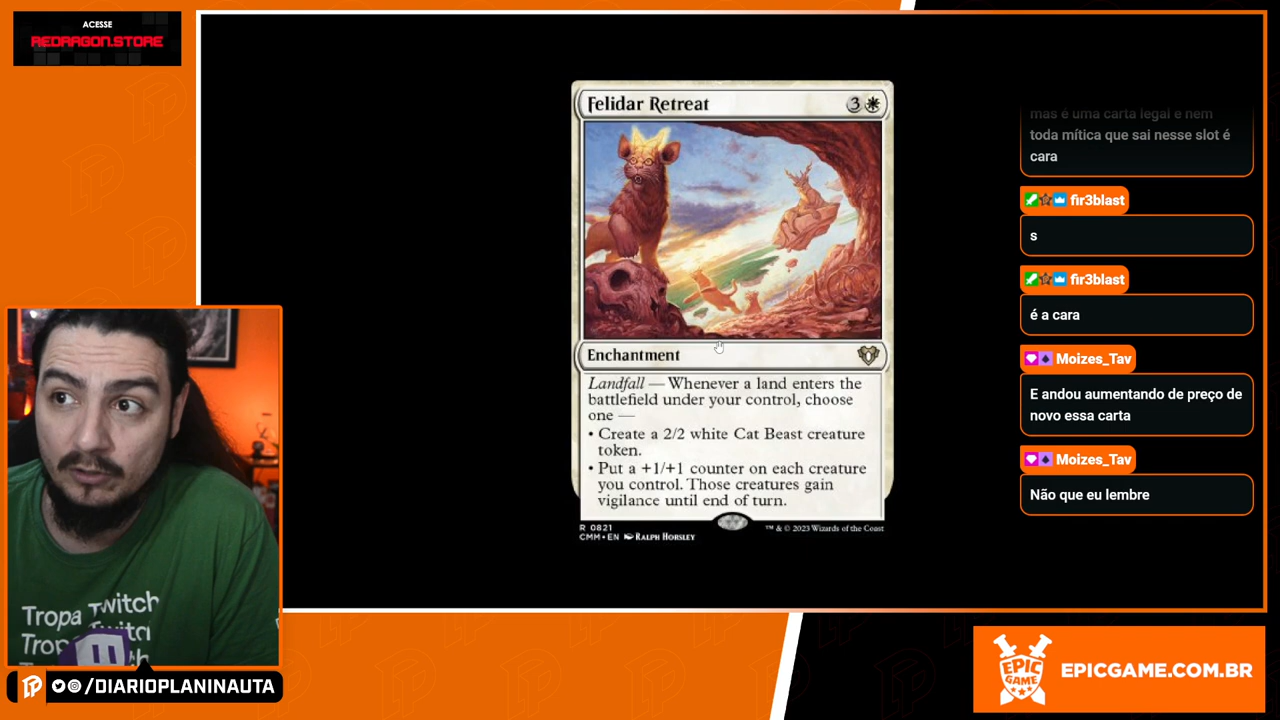 ACESSE
REDRAGON.STORE
Felidar Retreat
3
Enchantment
Landfall — Whenever a land enters the
battlefield under your control, choose
one —
• Create a 2/2 white Cat Beast creature
token.
• Put a +1/+1 counter on each creature
you control. Those creatures gain
vigilance until end of turn.
R 0821
CMM • EN RALPH HORSLEY
™ & © 2023 Wizards of the Coast
mas é uma carta legal e nem
toda mítica que sai nesse slot é
cara
fir3blast
s
fir3blast
é a cara
Moizes_Tav
E andou aumentando de preço de
novo essa carta
Moizes_Tav
Não que eu lembre
Tropa Twitch
/DIARIOPLANINAUTA
EPIC
GAME
EPICGAME.COM.BR